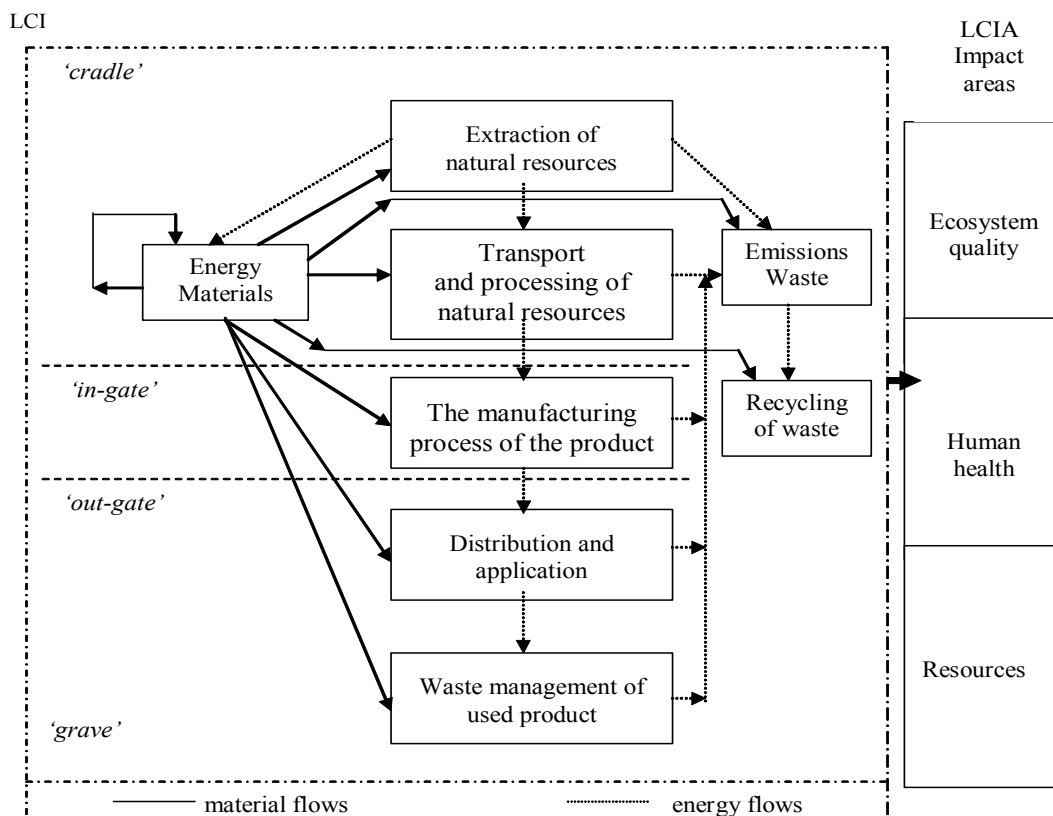 LCI
LCIA
Impact
areas
‘cradle’
Extraction of
natural resources
Ecosystem
quality
Energy
Materials
Transport
and processing of
natural resources
Emissions
Waste
‘in-gate’
The manufacturing
process of the product
Recycling
of waste
Human
health
‘out-gate’
Distribution and
application
Resources
Waste management of
used product
‘grave’
material flows
energy flows